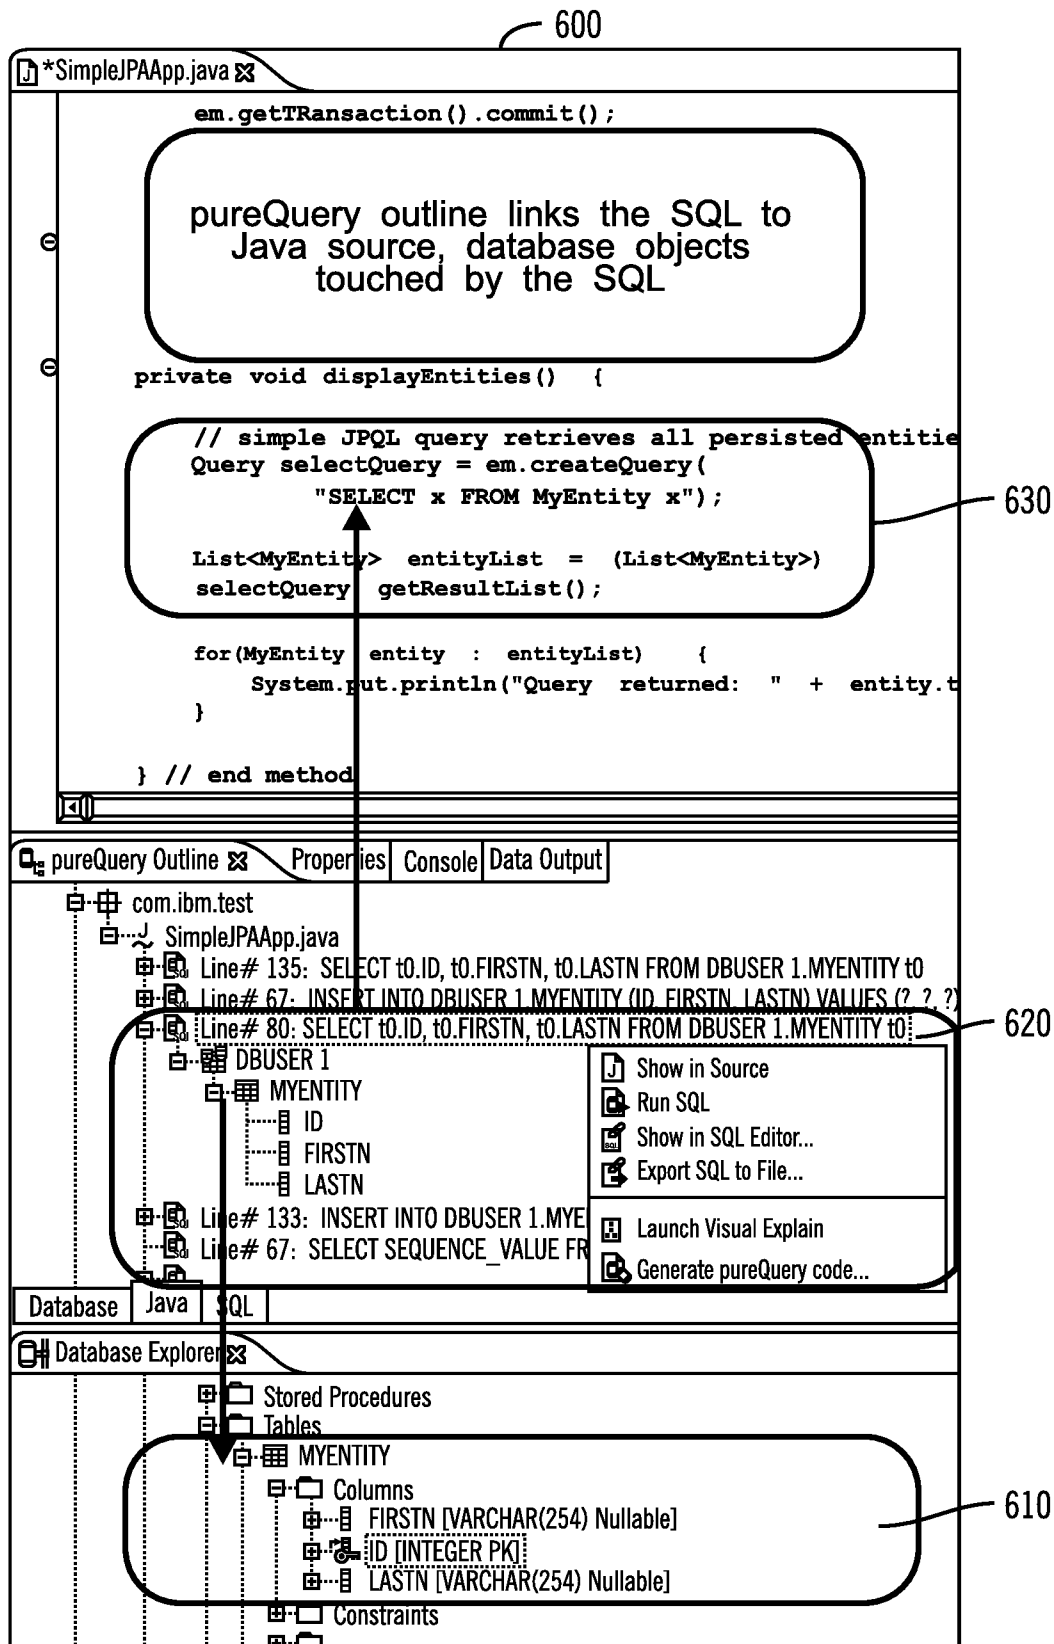 600
*SimpleJPAApp.java
em.getTRansaction().commit();
pureQuery outline links the SQL to
Java source, database objects
touched by the SQL
private void displayEntities() {
// simple JPQL query retrieves all persisted entitie
Query selectQuery = em.createQuery(
"SELECT x FROM MyEntity x");
630
List<MyEntity> entityList = (List<MyEntity>)
selectQuery getResultList();
for(MyEntity entity : entityList) {
System.put.println("Query returned: " + entity.t
}
} // end method
pureQuery Outline Properties Console Data Output
com.ibm.test
SimpleJPAApp.java
Line# 135: SELECT t0.ID, t0.FIRSTN, t0.LASTN FROM DBUSER 1.MYENTITY t0
Line# 67: INSERT INTO DBUSER 1.MYENTITY (ID, FIRSTN, LASTN) VALUES (?, ?, ?)
Line# 80: SELECT t0.ID, t0.FIRSTN, t0.LASTN FROM DBUSER 1.MYENTITY t0
620
DBUSER 1
MYENTITY
ID
FIRSTN
LASTN
Show in Source
Run SQL
Show in SQL Editor...
Export SQL to File...
Launch Visual Explain
Generate pureQuery code...
Line# 133: INSERT INTO DBUSER 1.MYE
Line# 67: SELECT SEQUENCE_VALUE FR
Database Java SQL
Database Explorer
Stored Procedures
Tables
MYENTITY
Columns
FIRSTN [VARCHAR(254) Nullable]
610
ID [INTEGER PK]
LASTN [VARCHAR(254) Nullable]
Constraints